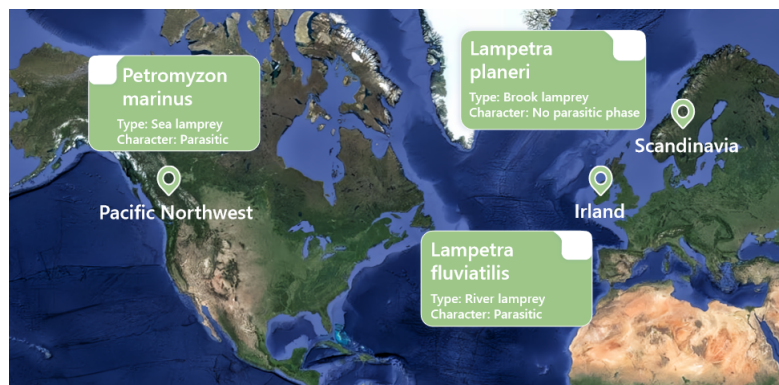 Petromyzon
marinus
Type: Sea lamprey
Character: Parasitic
Pacific Northwest
Lampetra
planeri
Type: Brook lamprey
Character: No parasitic phase
Scandinavia
Irland
Lampetra
fluviatilis
Type: River lamprey
Character: Parasitic